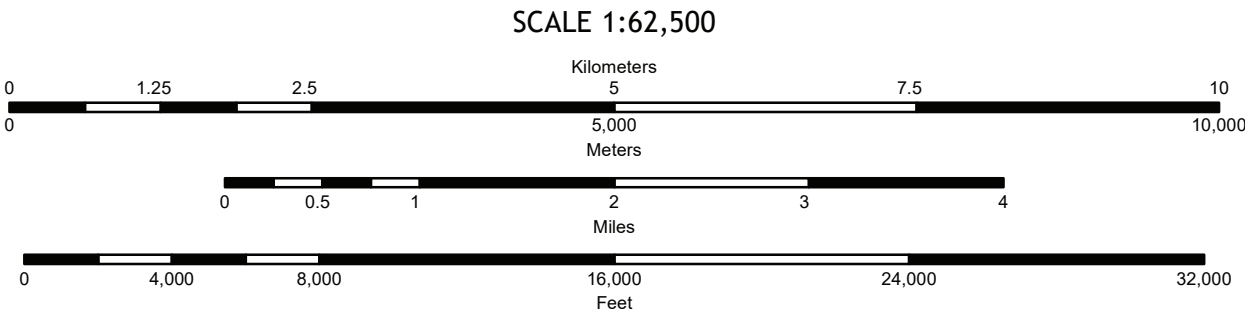 SCALE 1:62,500
Kilometers
0 1.25 2.5 5 7.5 10
0 5,000 10,000
Meters
0 0.5 1 2 3 4
Miles
0 4,000 8,000 16,000 24,000 32,000
Feet